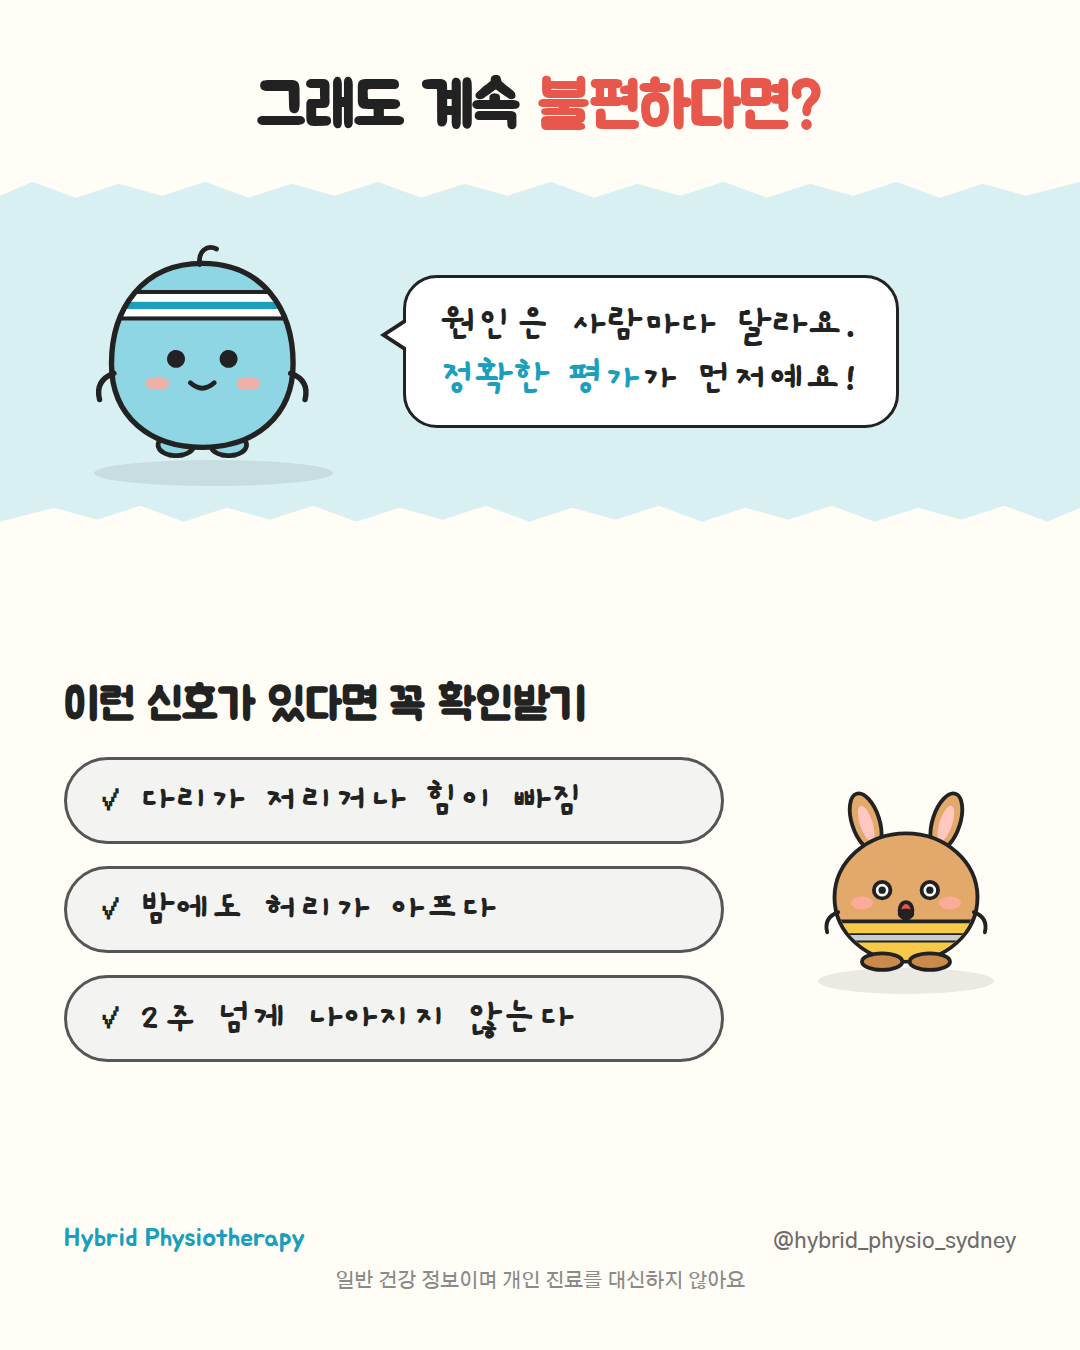 그래도 계속 불편하다면?
원인은 사람마다 달라요.
정확한 평가가 먼저예요!
이런 신호가 있다면 꼭 확인받기
✓ 다리가 저리거나 힘이 빠짐
✓ 밤에도 허리가 아프다
✓ 2주 넘게 나아지지 않는다
Hybrid Physiotherapy
@hybrid_physio_sydney
일반 건강 정보이며 개인 진료를 대신하지 않아요